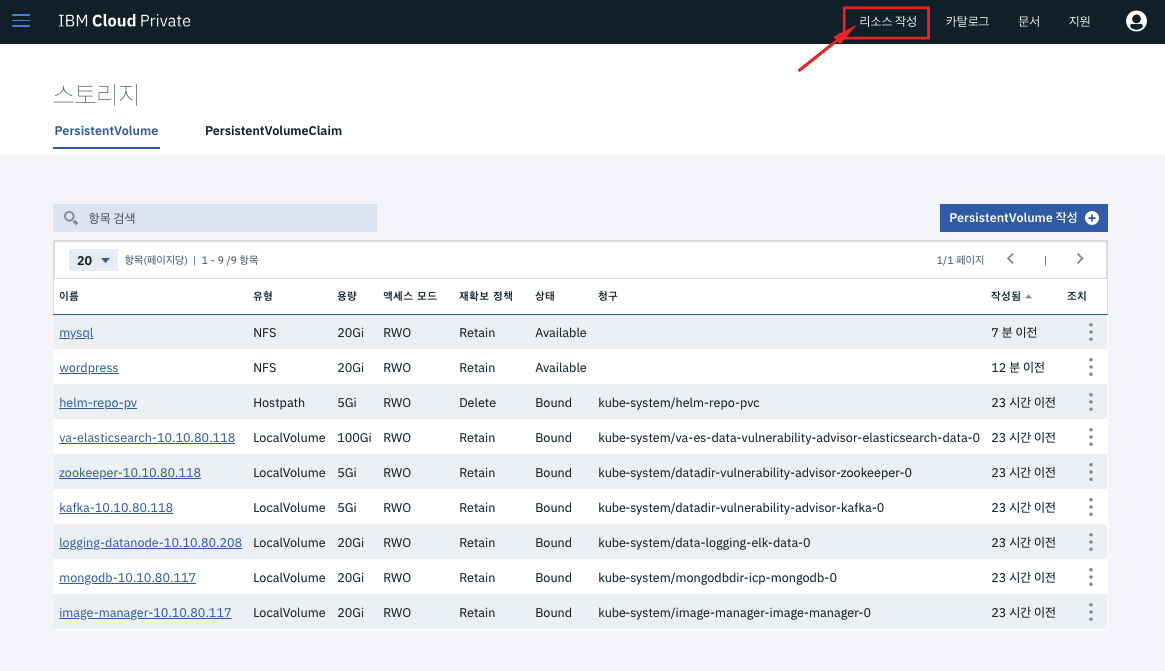 IBM Cloud Private 리소스 작성 카탈로그 문서 지원
스토리지
PersistentVolume PersistentVolumeClaim
항목 검색 PersistentVolume 작성
20 항목(페이지당) | 1 - 9 /9 항목 1/1 페이지 |
이름 유형 용량 액세스 모드 재확보 정책 상태 청구 작성됨 조치
mysql NFS 20Gi RWO Retain Available 7 분 이전
wordpress NFS 20Gi RWO Retain Available 12 분 이전
helm-repo-pv Hostpath 5Gi RWO Delete Bound kube-system/helm-repo-pvc 23 시간 이전
va-elasticsearch-10.10.80.118 LocalVolume 100Gi RWO Retain Bound kube-system/va-es-data-vulnerability-advisor-elasticsearch-data-0 23 시간 이전
zookeeper-10.10.80.118 LocalVolume 5Gi RWO Retain Bound kube-system/datadir-vulnerability-advisor-zookeeper-0 23 시간 이전
kafka-10.10.80.118 LocalVolume 5Gi RWO Retain Bound kube-system/datadir-vulnerability-advisor-kafka-0 23 시간 이전
logging-datanode-10.10.80.208 LocalVolume 20Gi RWO Retain Bound kube-system/data-logging-elk-data-0 23 시간 이전
mongodb-10.10.80.117 LocalVolume 20Gi RWO Retain Bound kube-system/mongodbdir-icp-mongodb-0 23 시간 이전
image-manager-10.10.80.117 LocalVolume 20Gi RWO Retain Bound kube-system/image-manager-image-manager-0 23 시간 이전